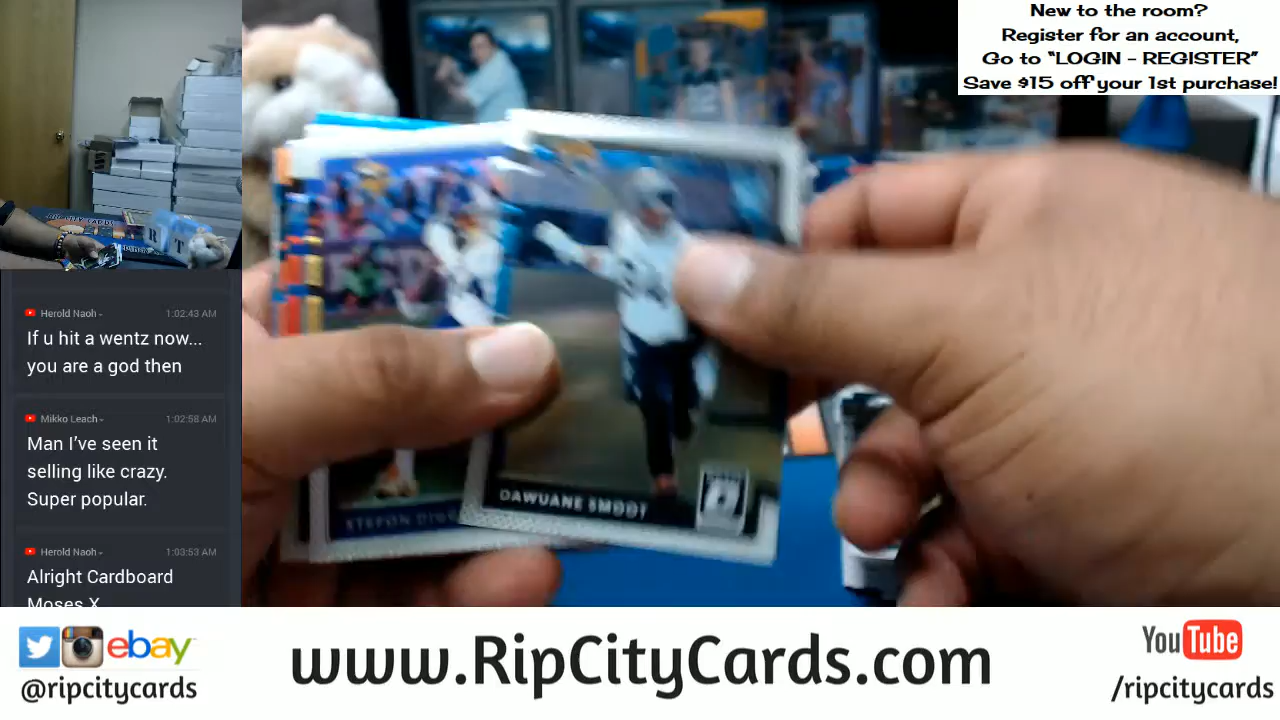 New to the room?
Register for an account,
Go to “LOGIN - REGISTER”
Save $15 off your 1st purchase!
Herold Naoh
1:02:43 AM
If u hit a wentz now...
you are a god then
Mikko Leach
1:02:58 AM
Man I've seen it
selling like crazy.
Super popular.
Herold Naoh
1:03:53 AM
Alright Cardboard
Moses X
STEFON
DAWUANE SMOOT
ebay
@ripcitycards
www.RipCityCards.com
YouTube
/ripcitycards